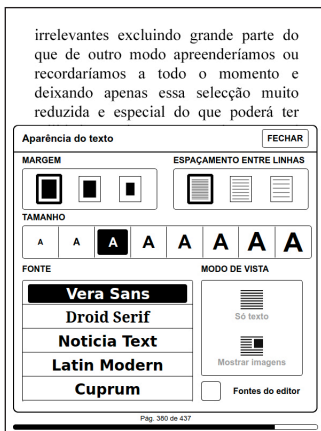 irrelevantes excluindo grande parte do
que de outro modo apreenderíamos ou
recordaríamos a todo o momento e
deixando apenas essa selecção muito
reduzida e especial do que poderá ter
Aparência do texto
FECHAR
MARGEM
ESPAÇAMENTO ENTRE LINHAS
TAMANHO
A A A A A A A A
FONTE
MODO DE VISTA
Vera Sans
Droid Serif
Noticia Text
Latin Modern
Cuprum
Só texto
Mostrar imagens
Fontes do editor
Pág. 380 de 437